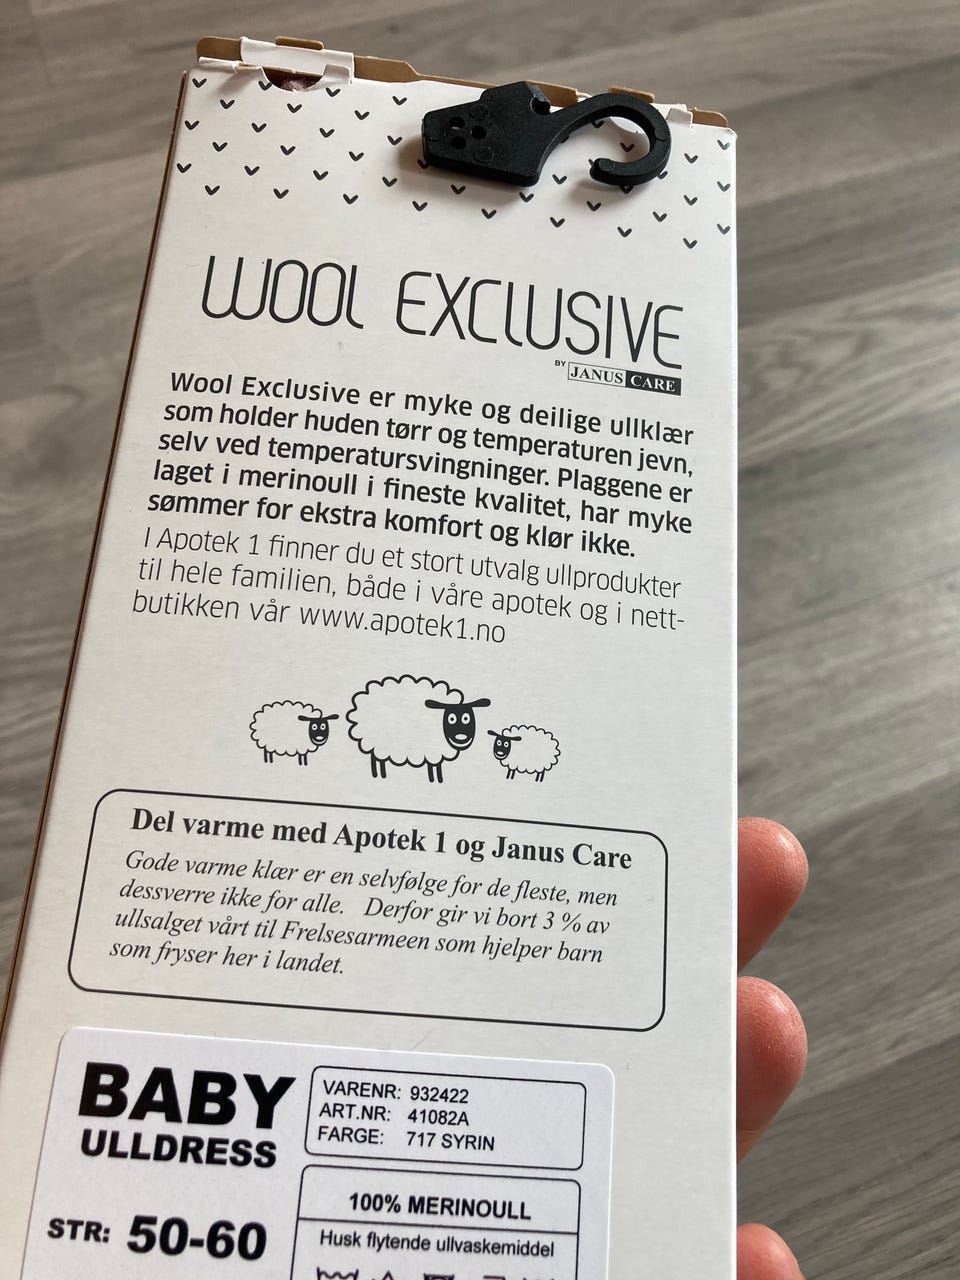 WOOL EXCLUSIVE
BY JANUS CARE
Wool Exclusive er myke og deilige ullklær
som holder huden tørr og temperaturen jevn,
selv ved temperatursvingninger. Plaggene er
laget i merinoull i fineste kvalitet, har myke
sømmer for ekstra komfort og klør ikke.
I Apotek 1 finner du et stort utvalg ullprodukter
til hele familien, både i våre apotek og i nett-
butikken vår www.apotek1.no
Del varme med Apotek 1 og Janus Care
Gode varme klær er en selvfølge for de fleste, men
dessverre ikke for alle. Derfor gir vi bort 3 % av
ullsalget vårt til Frelsesarmeen som hjelper barn
som fryser her i landet.
BABY
ULLDRESS
STR: 50-60
VARENR: 932422
ART.NR: 41082A
FARGE: 717 SYRIN
100% MERINOULL
Husk flytende ullvaskemiddel